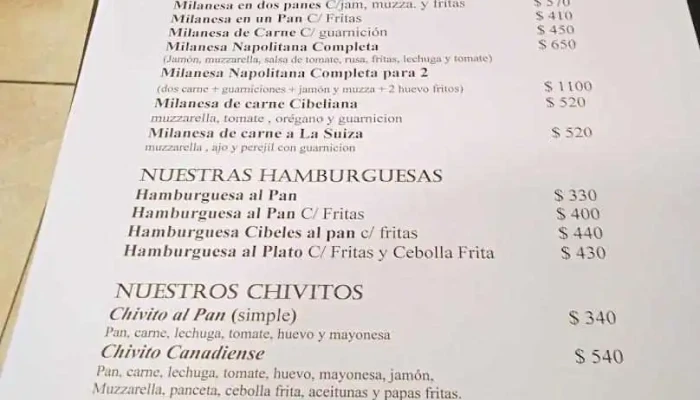 Milanesa en dos panes C/jam, muzza. y fritas $ 570
Milanesa en un Pan C/ Fritas $ 410
Milanesa de Carne C/ guarnición $ 450
Milanesa Napolitana Completa $ 650
(Jamón, muzzarella, salsa de tomate, rusa, fritas, lechuga y tomate)
Milanesa Napolitana Completa para 2
(dos carne + guarniciones + jamón y muzza + 2 huevo fritos) $ 1100
Milanesa de carne Cibeliana $ 520
muzzarella, tomate , orégano y guarnicion
Milanesa de carne a La Suiza $ 520
muzzarella , ajo y perejil con guarnicion
NUESTRAS HAMBURGUESAS
Hamburguesa al Pan $ 330
Hamburguesa al Pan C/ Fritas $ 400
Hamburguesa Cibeles al pan c/ fritas $ 440
Hamburguesa al Plato C/ Fritas y Cebolla Frita $ 430
NUESTROS CHIVITOS
Chivito al Pan (simple) $ 340
Pan, carne, lechuga, tomate, huevo y mayonesa
Chivito Canadiense $ 540
Pan, carne, lechuga, tomate, huevo, mayonesa, jamón,
Muzzarella, panceta, cebolla frita, aceitunas y papas fritas.